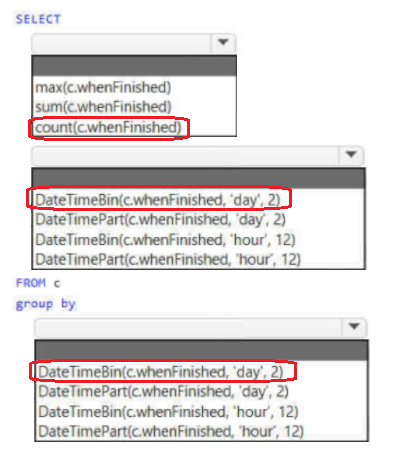 SELECT
max(c.whenFinished)
sum(c.whenFinished)
count(c.whenFinished)
DateTimeBin(c.whenFinished, 'day', 2)
DateTimePart(c.whenFinished, 'day', 2)
DateTimeBin(c.whenFinished, 'hour', 12)
DateTimePart(c.whenFinished, 'hour', 12)
FROM c
group by
DateTimeBin(c.whenFinished, 'day', 2)
DateTimePart(c.whenFinished, 'day', 2)
DateTimeBin(c.whenFinished, 'hour', 12)
DateTimePart(c.whenFinished, 'hour', 12)